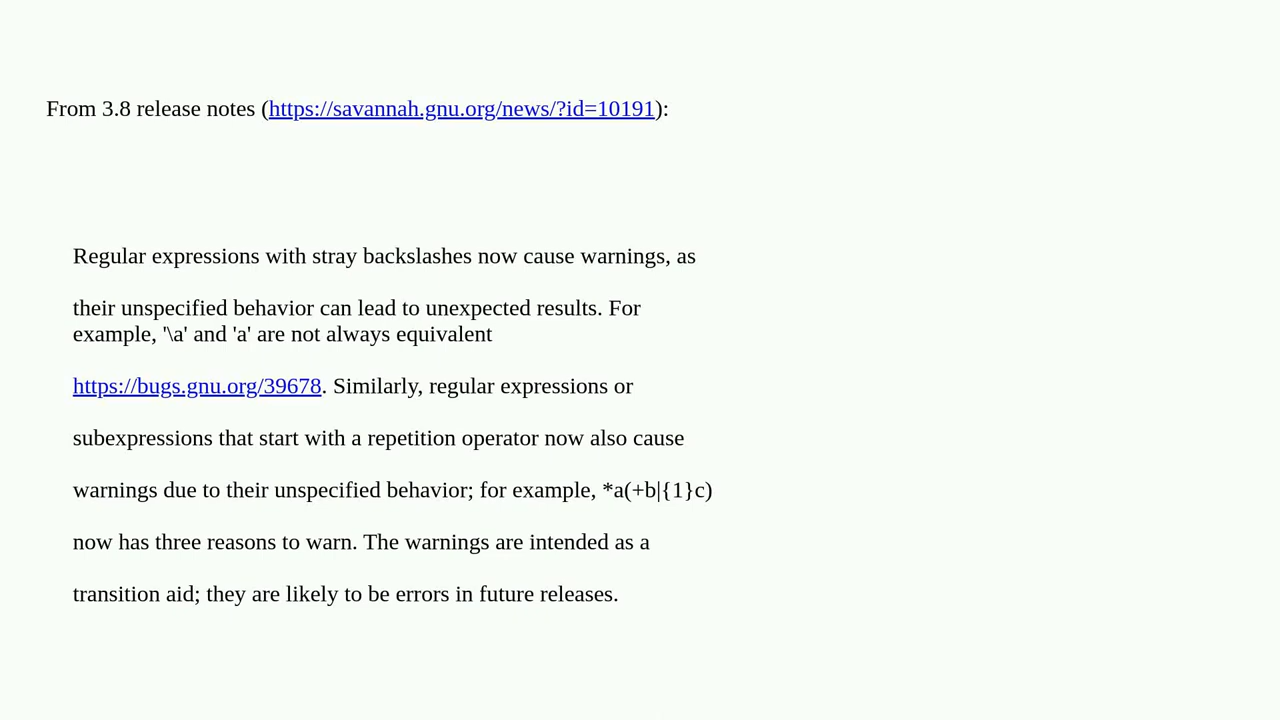 From 3.8 release notes (https://savannah.gnu.org/news/?id=10191):
Regular expressions with stray backslashes now cause warnings, as
their unspecified behavior can lead to unexpected results. For
example, '\a' and 'a' are not always equivalent
https://bugs.gnu.org/39678. Similarly, regular expressions or
subexpressions that start with a repetition operator now also cause
warnings due to their unspecified behavior; for example, *a(+b|{1}c)
now has three reasons to warn. The warnings are intended as a
transition aid; they are likely to be errors in future releases.